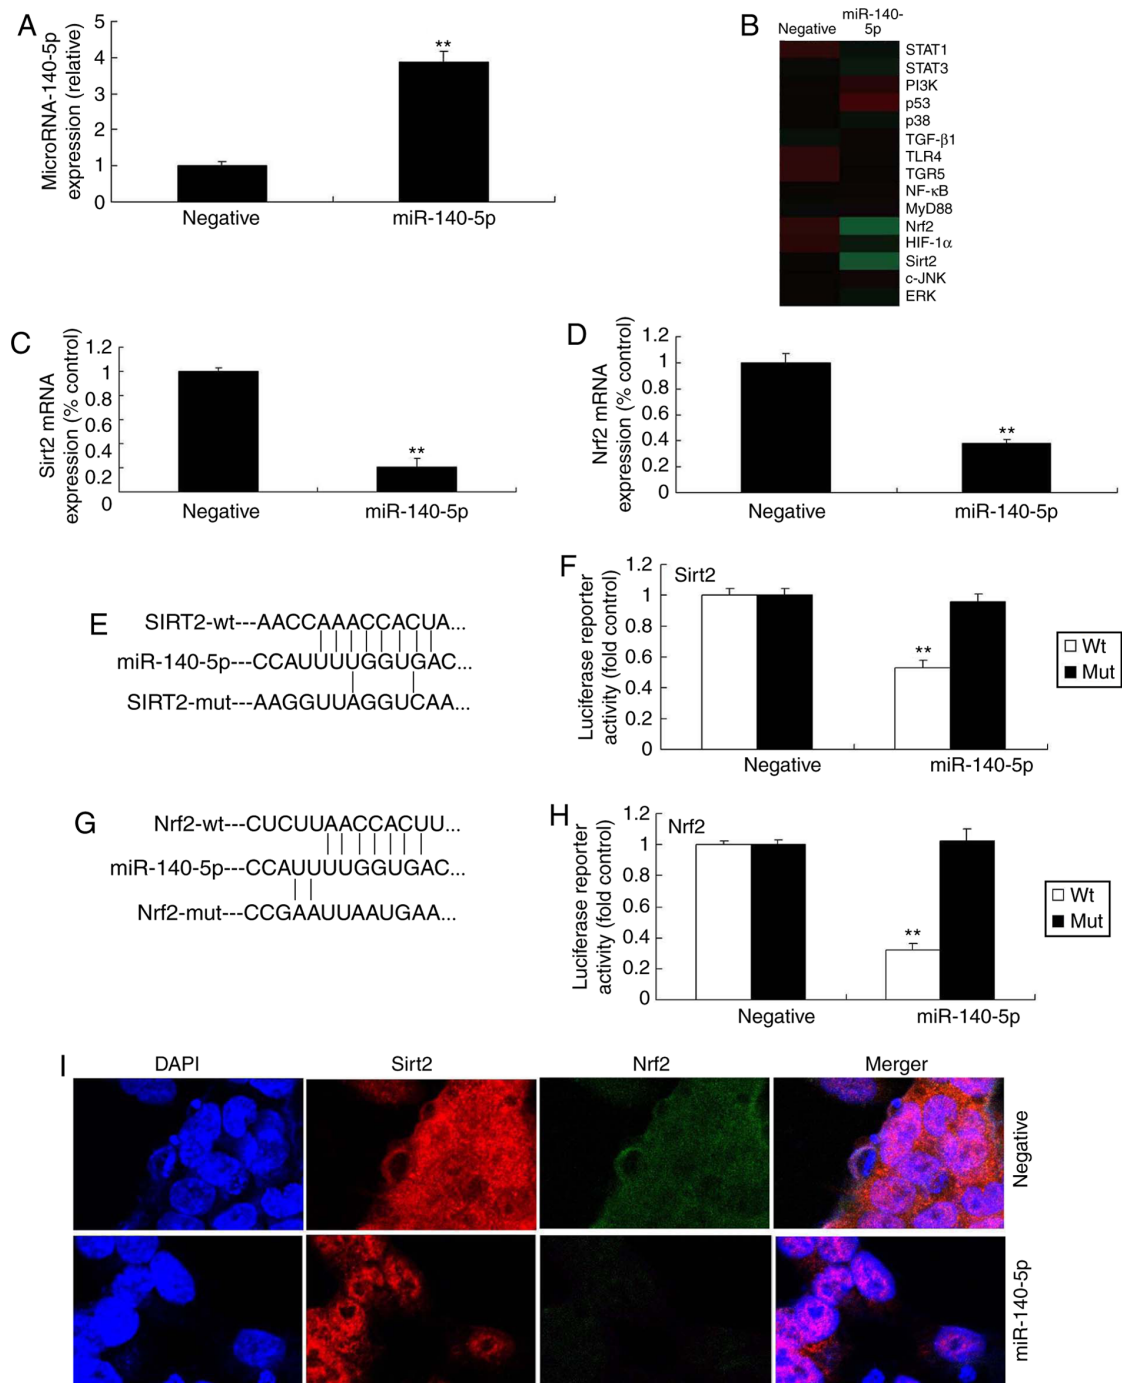 A
MicroRNA-140-5p
expression (relative)
5
4
3
2
1
0
**
Negative
miR-140-5p
B
Negative
miR-140-
5p
STAT1
STAT3
PI3K
p53
p38
TGF-β1
TLR4
TGR5
NF-κB
MyD88
Nrf2
HIF-1α
Sirt2
c-JNK
ERK
C
Sirt2 mRNA
expression (% control)
1.2
1
0.8
0.6
0.4
0.2
0
**
Negative
miR-140-5p
D
Nrf2 mRNA
expression (% control)
1.2
1
0.8
0.6
0.4
0.2
0
**
Negative
miR-140-5p
E
SIRT2-wt---AACCAAACCACUA...
miR-140-5p---CCAUUUUGGUGAC...
SIRT2-mut---AAGGUUAGGUCAA...
F
Luciferase reporter
activity (fold control)
1.2
1
0.8
0.6
0.4
0.2
0
Sirt2
**
Negative
miR-140-5p
Wt
Mut
G
Nrf2-wt---CUCUUAACCACUU...
miR-140-5p---CCAUUUUGGUGAC...
Nrf2-mut---CCGAAUUAAUGAA...
H
Luciferase reporter
activity (fold control)
1.2
1
0.8
0.6
0.4
0.2
0
Nrf2
**
Negative
miR-140-5p
Wt
Mut
I
DAPI
Sirt2
Nrf2
Merger
Negative
miR-140-5p